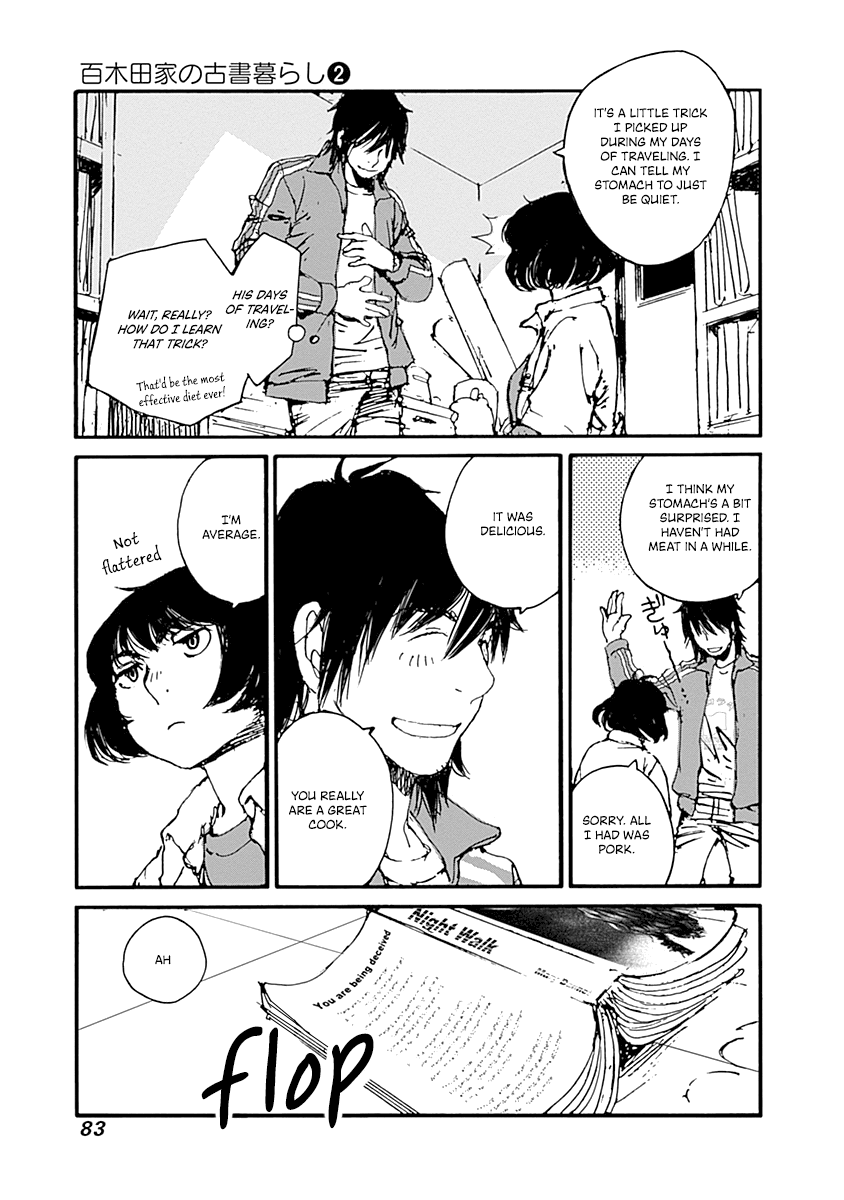 百木田家の古書暮らし❷
IT'S A LITTLE TRICK
I PICKED UP
DURING MY DAYS
OF TRAVELING. I
CAN TELL MY
STOMACH TO JUST
BE QUIET.
HIS DAYS
OF TRAVEL-
ING?
WAIT, REALLY?
HOW DO I LEARN
THAT TRICK?
That'd be the most
effective diet ever!
I THINK MY
STOMACH'S A BIT
SURPRISED. I
HAVEN'T HAD
MEAT IN A WHILE.
ぎゅー
SORRY. ALL
I HAD WAS
PORK.
IT WAS
DELICIOUS.
YOU REALLY
ARE A GREAT
COOK.
I'M
AVERAGE.
Not
flattered
Night Walk
You are being deceived
AH
flop
83